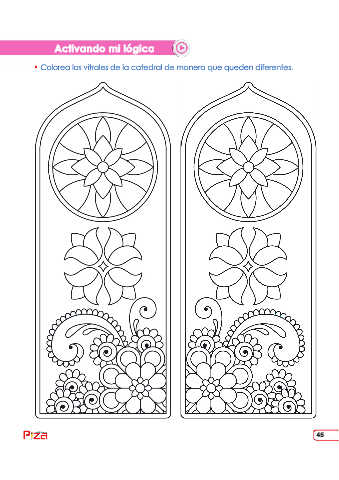 Activando mi lógica
• Colorea los vitrales de la catedral de manera que queden diferentes.
Piza
45